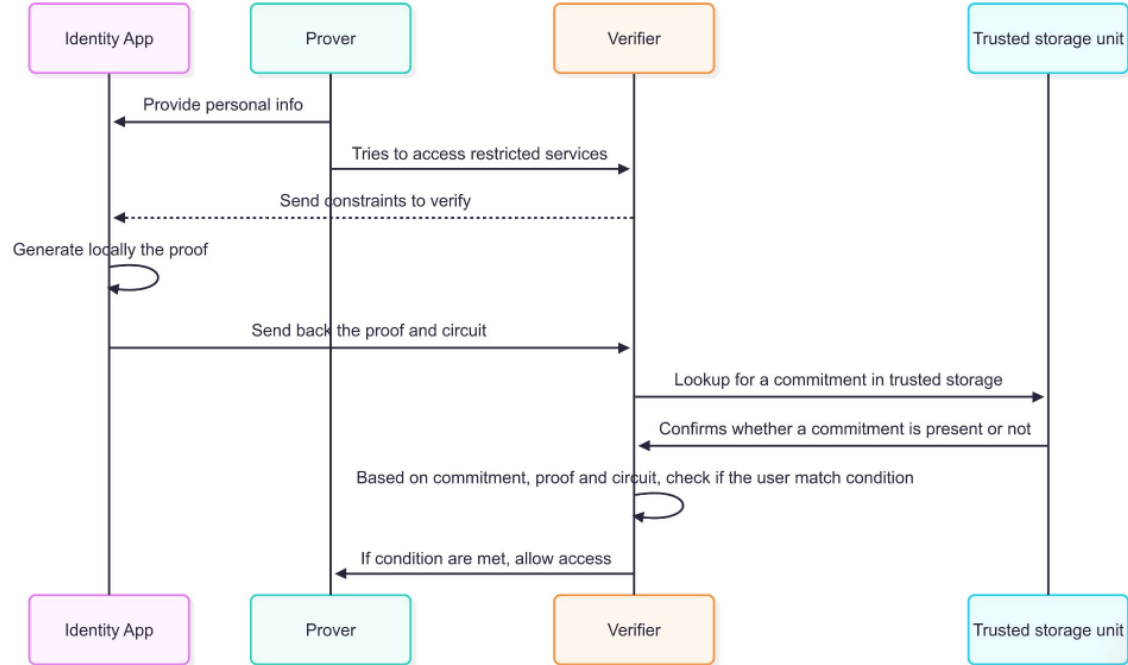 Identity App
Prover
Verifier
Trusted storage unit
Provide personal info
Tries to access restricted services
Send constraints to verify
Generate locally the proof
Send back the proof and circuit
Lookup for a commitment in trusted storage
Confirms whether a commitment is present or not
Based on commitment, proof and circuit, check if the user match condition
If condition are met, allow access
Identity App
Prover
Verifier
Trusted storage unit